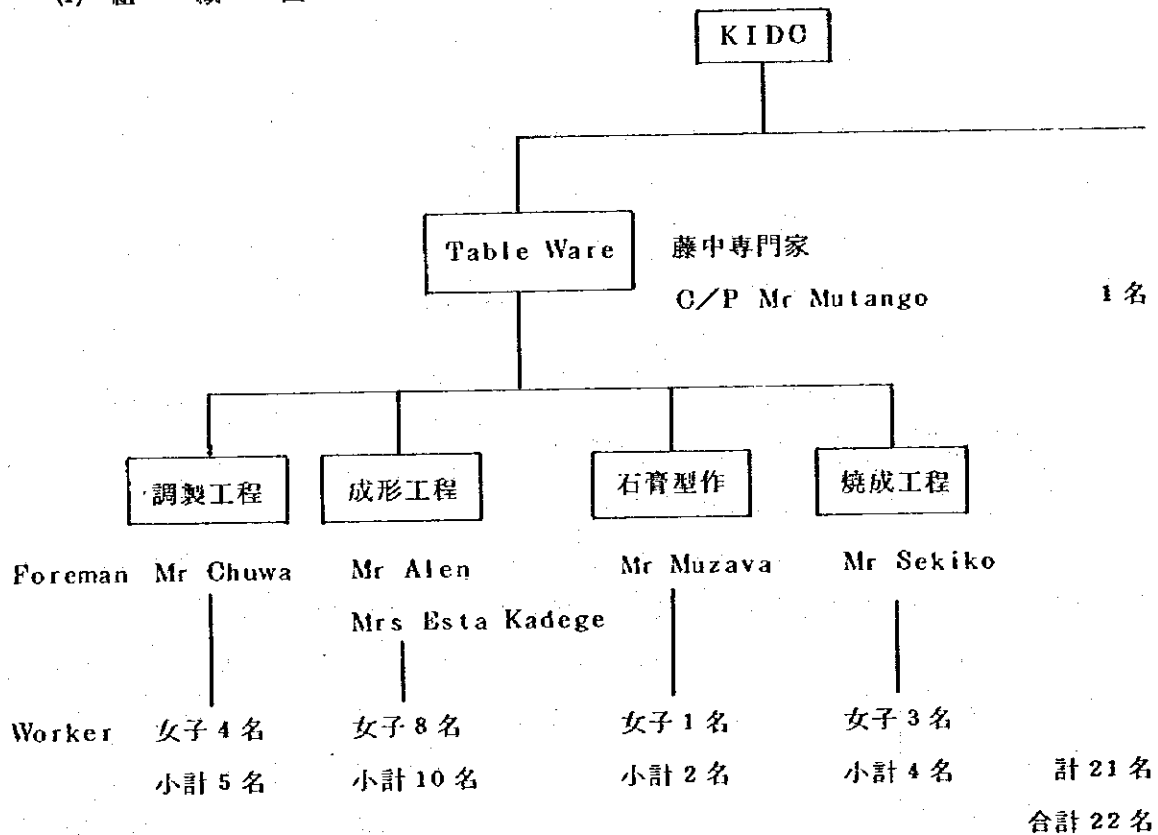 KIDO
Table Ware 藤中専門家
C/P Mr Mutango 1名
調製工程 成形工程 石膏型作 焼成工程
Foreman Mr Chuwa Mr Alen Mr Muzava Mr Sekiko
Mrs Esta Kadege
Worker 女子4名 女子8名 女子1名 女子3名
小計5名 小計10名 小計2名 小計4名 計21名
合計22名